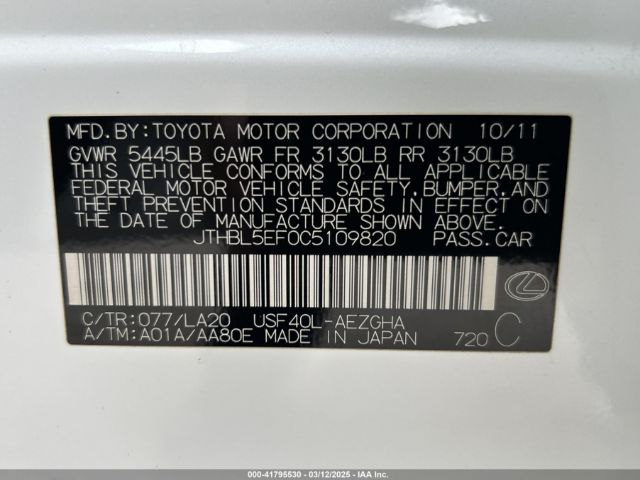 MFD. BY: TOYOTA MOTOR CORPORATION 10/11
GVWR 5445LB GAWR FR 3130LB RR 3130LB
THIS VEHICLE CONFORMS TO ALL APPLICABLE
FEDERAL MOTOR VEHICLE SAFETY, BUMPER, AND
THEFT PREVENTION STANDARDS IN EFFECT ON
THE DATE OF MANUFACTURE SHOWN ABOVE.
JTHBL5EF0C5109820 PASS. CAR
C/TR: 077/LA20 USF40L-AEZGHA
A/TM: A01A/AA80E MADE IN JAPAN 720 C
000-41795530 - 03/12/2025 - IAA Inc.